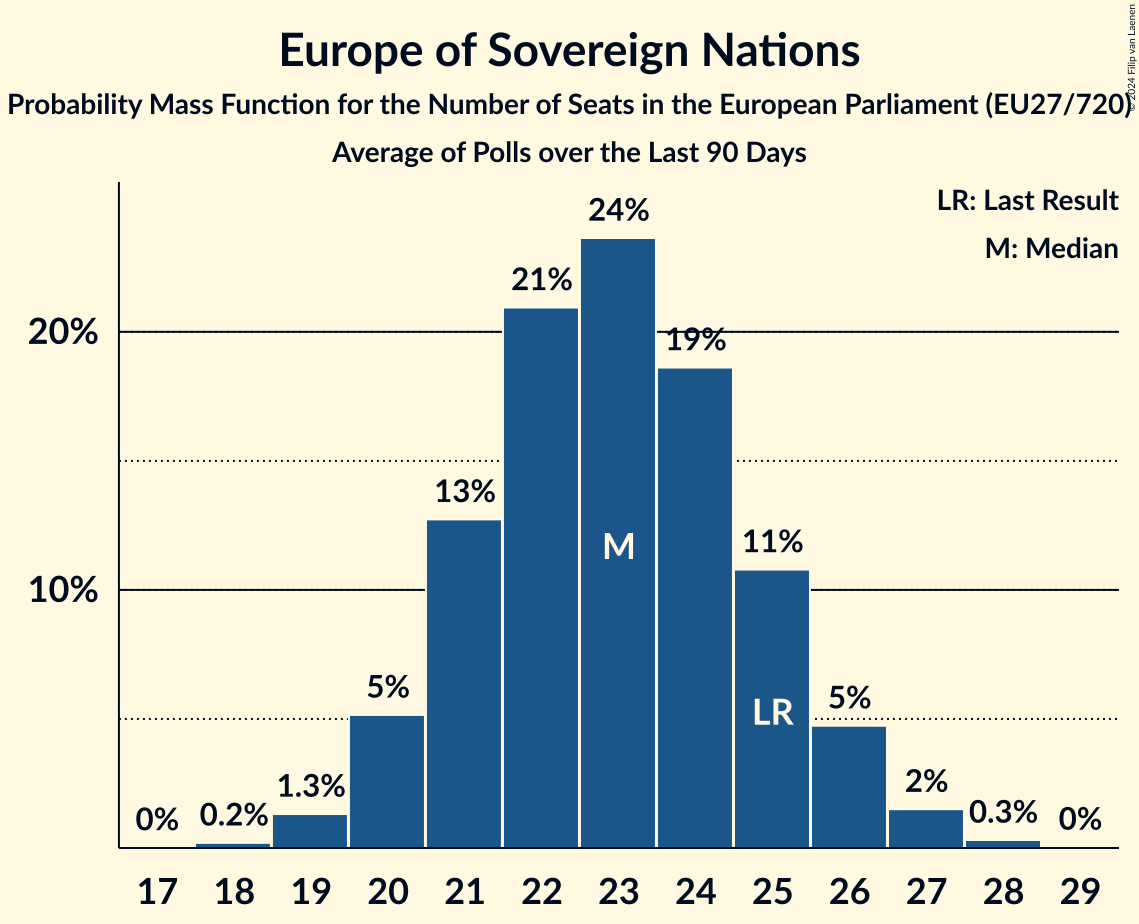 Europe of Sovereign Nations
Probability Mass Function for the Number of Seats in the European Parliament (EU27/720)
Average of Polls over the Last 90 Days
© 2024 Filip van Laenen
LR: Last Result
M: Median
20%
10%
0%
0.2%
1.3%
5%
13%
21%
24%
19%
11%
5%
2%
0.3%
0%
M
LR
17 18 19 20 21 22 23 24 25 26 27 28 29